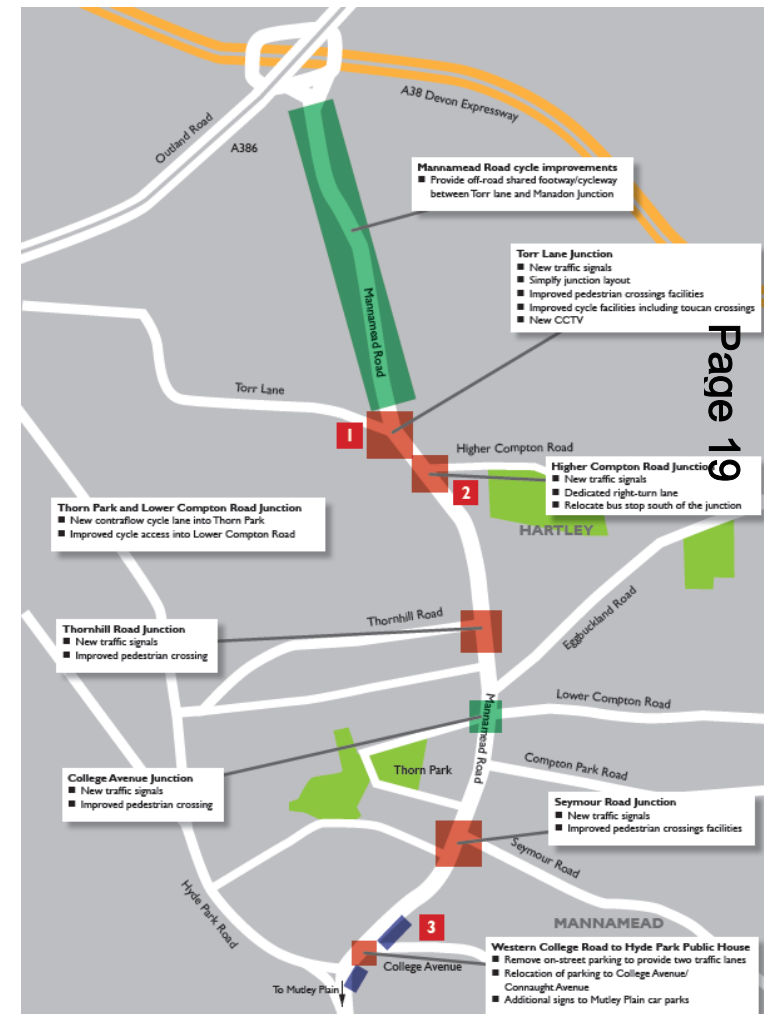 A38 Devon Expressway
Outland Road
A386
Mannamead Road cycle improvements
■ Provide off-road shared footway/cycleway
between Torr lane and Manadon Junction
Torr Lane Junction
■ New traffic signals
■ Simplfy junction layout
■ Improved pedestrian crossings facilities
■ Improved cycle facilities including toucan crossings
■ New CCTV
Mannamead Road
Page 19
Torr Lane
1
Higher Compton Road
2
Higher Compton Road Junction
■ New traffic signals
■ Dedicated right-turn lane
■ Relocate bus stop south of the junction
HARTLEY
Thorn Park and Lower Compton Road Junction
■ New contraflow cycle lane into Thorn Park
■ Improved cycle access into Lower Compton Road
Thornhill Road
Eggbuckland Road
Thornhill Road Junction
■ New traffic signals
■ Improved pedestrian crossing
Mannamead Road
Lower Compton Road
Compton Park Road
Thorn Park
College Avenue Junction
■ New traffic signals
■ Improved pedestrian crossing
Seymour Road Junction
■ New traffic signals
■ Improved pedestrian crossings facilities
Seymour Road
Hyde Park Road
3
MANNAMEAD
Western College Road to Hyde Park Public House
■ Remove on-street parking to provide two traffic lanes
■ Relocation of parking to College Avenue/
Connaught Avenue
■ Additional signs to Mutley Plain car parks
College Avenue
To Mutley Plain